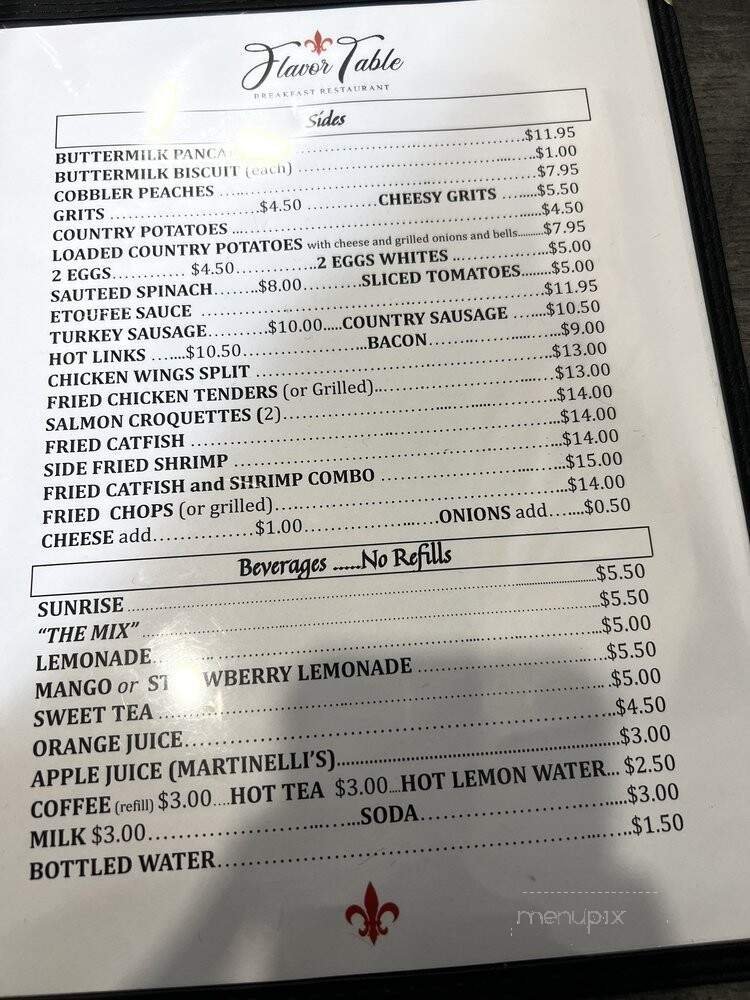 Flavor Table
BREAKFAST RESTAURANT
Sides
BUTTERMILK ....................$11.95
BUTTERMILK BISCUIT (each) ....................$1.00
COBBLER PEACHES ....................$7.95
GRITS ....................$4.50 ............CHEESY GRITS ........$5.50
COUNTRY POTATOES ....................$4.50
LOADED COUNTRY POTATOES with cheese and grilled onions and bells........$7.95
2 EGGS............ $4.50............2 EGGS WHITES ....................$5.00
SAUTEED SPINACH........$8.00............SLICED TOMATOES........$5.00
ETOUFEE SAUCE ....................$11.95
TURKEY SAUSAGE..........$10.00.....COUNTRY SAUSAGE .......$10.50
HOT LINKS .......$10.50....................BACON....................$9.00
CHICKEN WINGS SPLIT ....................$13.00
FRIED CHICKEN TENDERS (or Grilled)....................$13.00
SALMON CROQUETTES (2)....................$14.00
FRIED CATFISH ....................$14.00
SIDE FRIED SHRIMP ....................$14.00
FRIED CATFISH and SHRIMP COMBO ....................$15.00
FRIED CHOPS (or grilled)....................$14.00
CHEESE add...............$1.00....................ONIONS add.......$0.50
Beverages ......No Refills
SUNRISE ....................$5.50
“THE MIX” ....................$5.50
LEMONADE....................$5.00
MANGO or LEMONADE ....................$5.50
SWEET TEA ....................$5.00
ORANGE JUICE....................$4.50
APPLE JUICE (MARTINELLI’S)....................$3.00
COFFEE (refill) $3.00....HOT TEA $3.00...HOT LEMON WATER... $2.50
MILK $3.00....................SODA....................$3.00
BOTTLED WATER....................$1.50
menupix